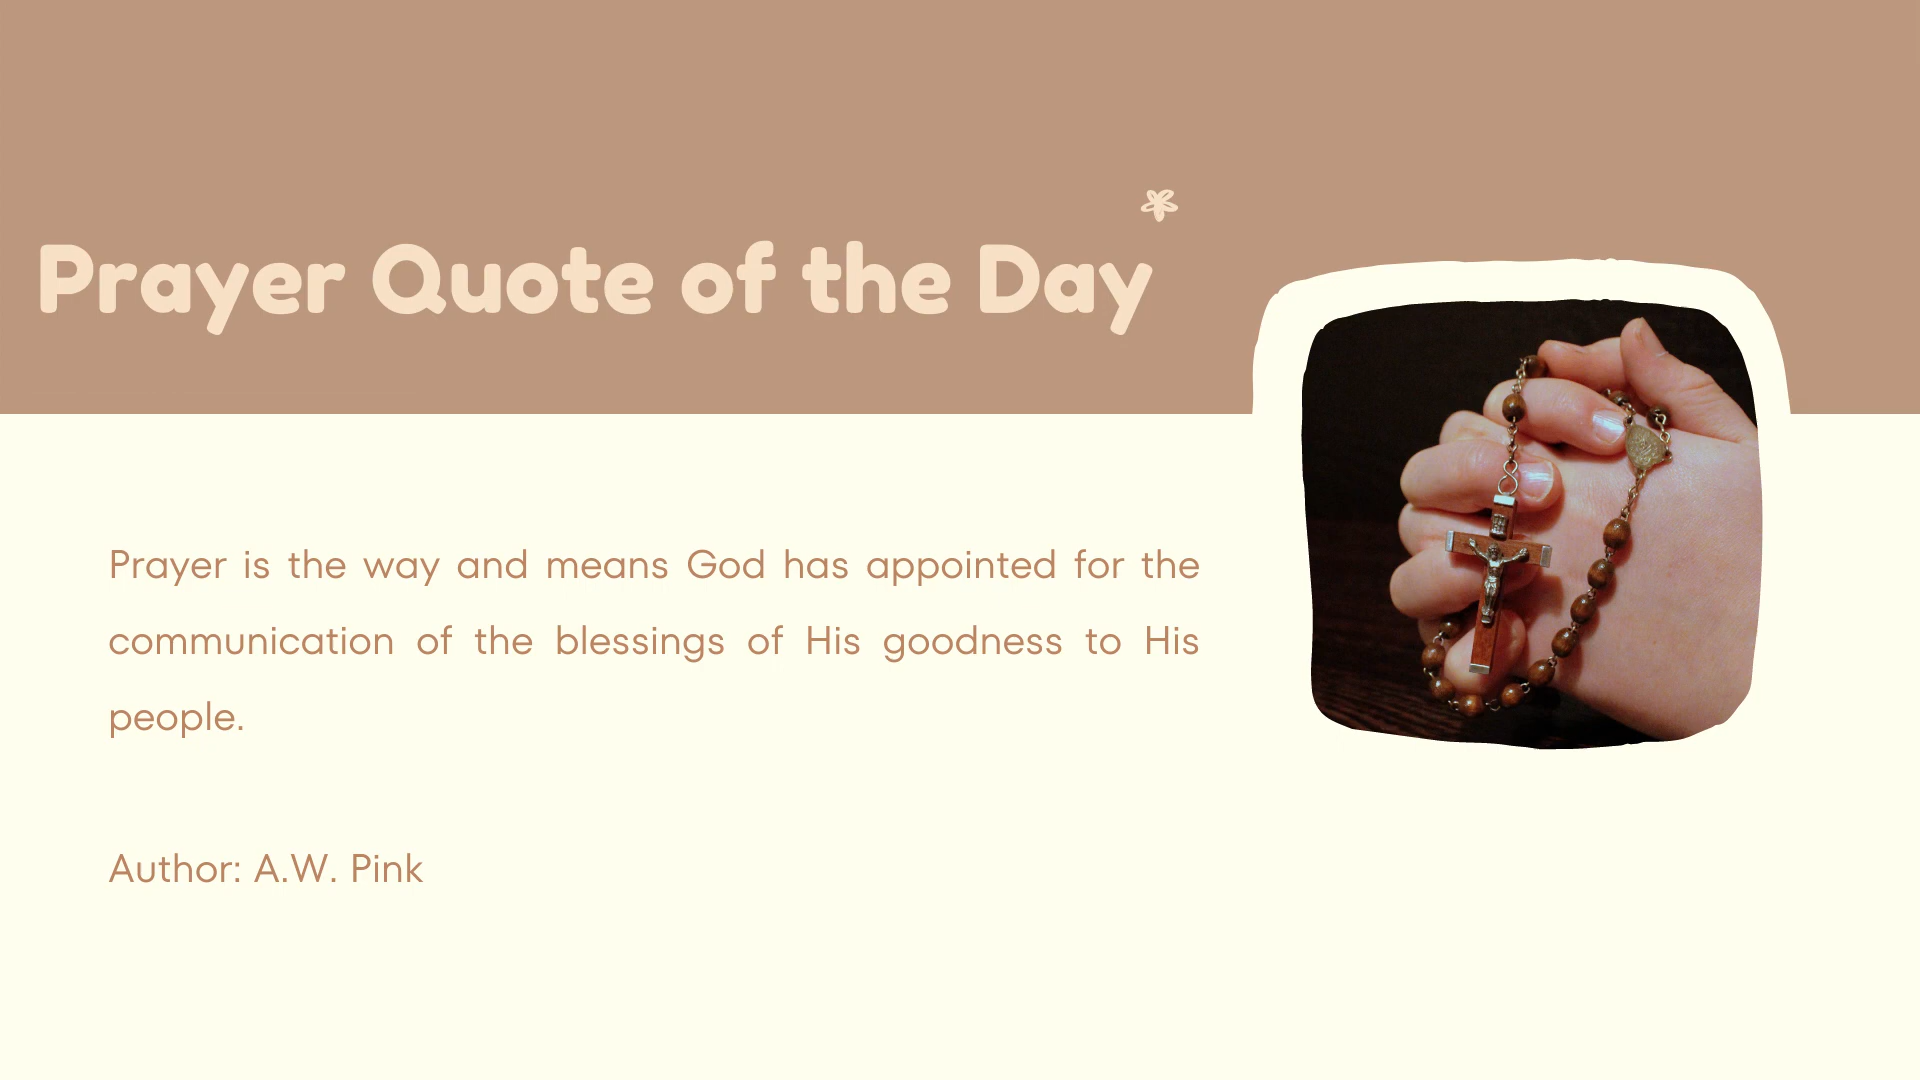 Prayer Quote of the Day
Prayer is the way and means God has appointed for the
communication of the blessings of His goodness to His
people.
Author: A.W. Pink